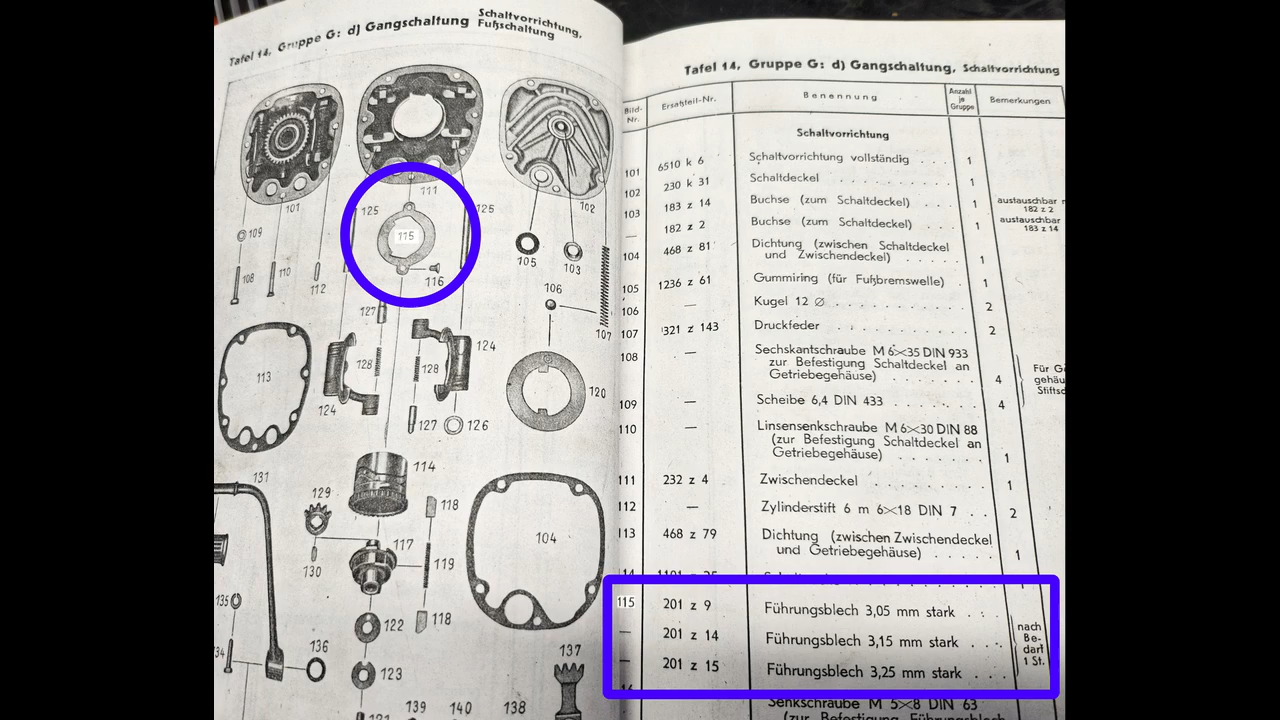 Tafel 14, Gruppe G: d) Gangschaltung Schaltvorrichtung,
Fußschaltung
101
111
102
125
125
115
109
108
110
112
116
105
103
106
107
127
113
128
124
128
124
120
127
126
131
114
129
118
104
117
130
119
135
118
122
136
134
123
137
139
140
138
Tafel 14, Gruppe G: d) Gangschaltung, Schaltvorrichtung
Bild-Nr. Ersatzteil-Nr. Benennung Anzahl je Gruppe Bemerkungen
Schaltvorrichtung
101 6510 k 6 Schaltvorrichtung vollständig . . . . 1
102 230 k 31 Schaltdeckel . . . . 1
103 183 z 14 Buchse (zum Schaltdeckel) . . . . 1 austauschbar
182 z 2
— 182 z 2 Buchse (zum Schaltdeckel) . . . . 1 austauschbar
183 z 14
104 468 z 81 Dichtung (zwischen Schaltdeckel
und Zwischendeckel) . . . . 1
105 1236 z 61 Gummiring (für Fußbremswelle) . 1
106 — Kugel 12 ∅ . . . . 2
107 1321 z 143 Druckfeder . . . . 2
108 — Sechskantschraube M 6×35 DIN 933
zur Befestigung Schaltdeckel an
Getriebegehäuse) . . . . 4
Für
109 — Scheibe 6,4 DIN 433 . . . . 4
110 — Linsensenkschraube M 6×30 DIN 88
(zur Befestigung Schaltdeckel an
Getriebegehäuse) . . . . 1
111 232 z 4 Zwischendeckel . . . . 1
112 — Zylinderstift 6 m 6×18 DIN 7 . . 2
113 468 z 79 Dichtung (zwischen Zwischendeckel
und Getriebegehäuse) . . . . 1
115 201 z 9 Führungsblech 3,05 mm stark . . .
— 201 z 14 Führungsblech 3,15 mm stark . . . .
— 201 z 15 Führungsblech 3,25 mm stark . . . .
nach
Be-
darf
1 St.
Senkschraube M 5×8 DIN 63
(zur Befestigung Führungsblech